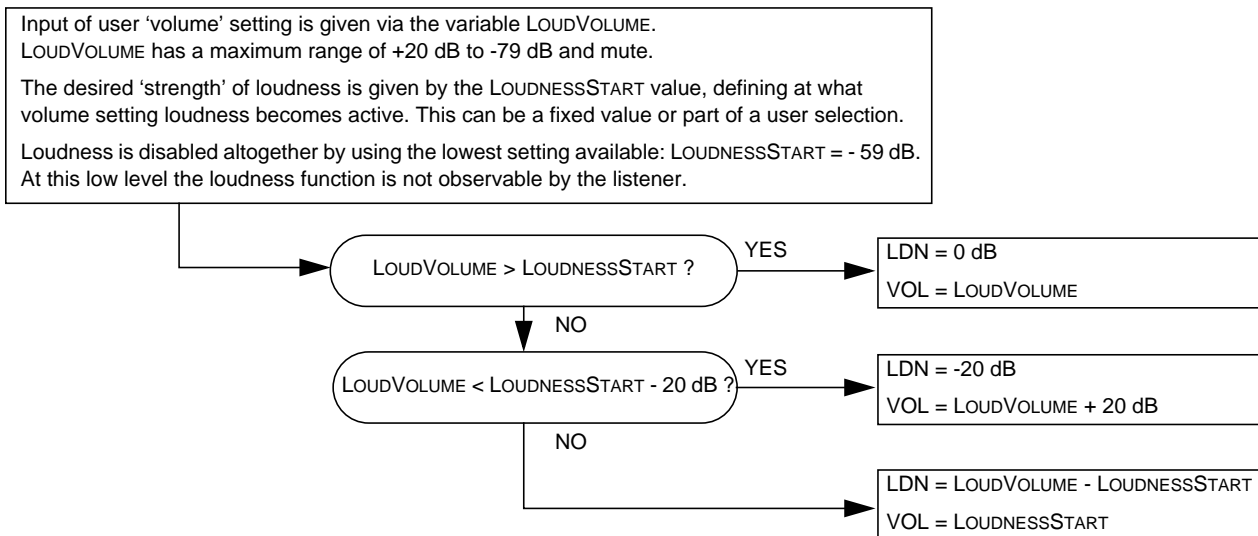 Input of user ‘volume’ setting is given via the variable LOUDVOLUME.
LOUDVOLUME has a maximum range of +20 dB to -79 dB and mute.
The desired ‘strength’ of loudness is given by the LOUDNESSSTART value, defining at what
volume setting loudness becomes active. This can be a fixed value or part of a user selection.
Loudness is disabled altogether by using the lowest setting available: LOUDNESSSTART = - 59 dB.
At this low level the loudness function is not observable by the listener.
LOUDVOLUME > LOUDNESSSTART ?
YES
LDN = 0 dB
VOL = LOUDVOLUME
NO
LOUDVOLUME < LOUDNESSSTART - 20 dB ?
YES
LDN = -20 dB
VOL = LOUDVOLUME + 20 dB
NO
LDN = LOUDVOLUME - LOUDNESSSTART
VOL = LOUDNESSSTART